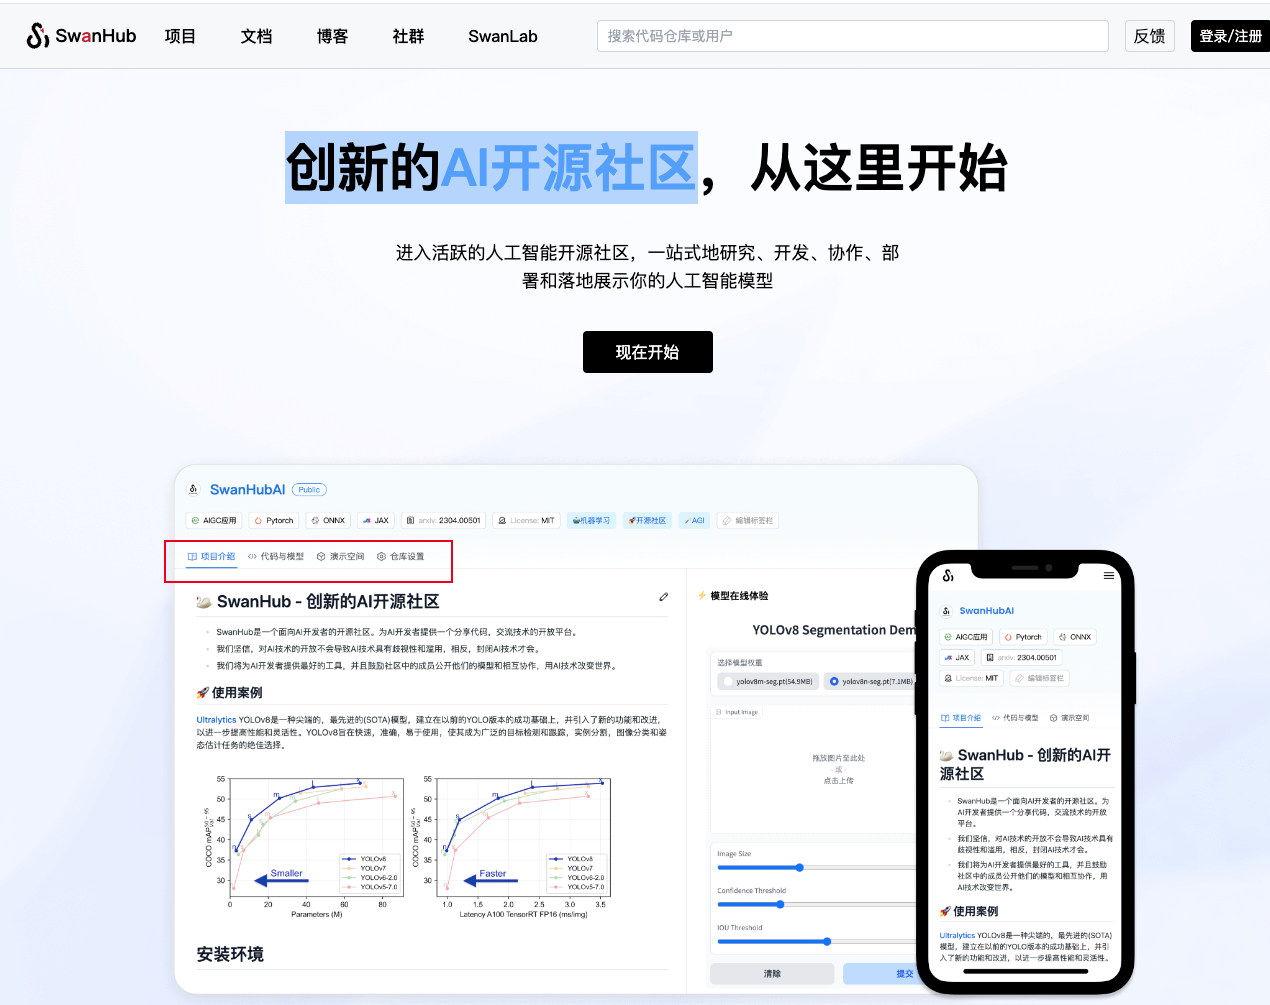 SwanHub 项目 文档 博客 社群 SwanLab 搜索代码仓库或用户 反馈 登录/注册
创新的AI开源社区，从这里开始
进入活跃的人工智能开源社区，一站式地研究、开发、协作、部
署和落地展示你的人工智能模型
现在开始
SwanHubAI Public
AIGC应用 Pytorch ONNX JAX arxiv: 2304.00501 License: MIT 机器学习 开源社区 AGI 编辑标签栏
项目介绍 代码与模型 演示空间 仓库设置
SwanHub - 创新的AI开源社区
SwanHub是一个面向AI开发者的开源社区。为AI开发者提供一个分享代码，交流技术的开放平台。
我们坚信，对AI技术的开放不会导致AI技术具有歧视性和滥用，相反，封闭AI技术才会。
我们将为AI开发者提供最好的工具，并且鼓励社区中的成员公开他们的模型和相互协作，用AI技术改变世界。
使用案例
Ultralytics YOLOv8是一种尖端的，最先进的(SOTA)模型，建立在以前的YOLO版本的成功基础上，并引入了新的功能和改进，
以进一步提高性能和灵活性。YOLOv8旨在快速，准确，易于使用，使其成为广泛的目标检测和跟踪，实例分割，图像分类和姿
态估计任务的绝佳选择。
55
50
45
40
35
30
COCO mAP 50-95 val
0 20 40 60 80
Parameters (M)
Smaller
YOLOv8
YOLOv7
YOLOv6-2.0
YOLOv5-7.0
55
50
45
40
35
30
COCO mAP 50-95 val
1.0 1.5 2.0 2.5 3.0 3.5
Latency A100 TensorRT FP16 (ms/img)
Faster
YOLOv8
YOLOv7
YOLOv6-2.0
YOLOv5-7.0
安装环境
模型在线体验
YOLOv8 Segmentation Dem
选择模型权重
yolov8m-seg.pt(54.9MB) yolov8n-seg.pt(7.1MB)
Input Image
拖放图片至此处
- 或 -
点击上传
Image Size
Confidence Threshold
IOU Threshold
清除 提交
SwanHubAI
AIGC应用 Pytorch ONNX
JAX arxiv: 2304.00501
License: MIT 编辑标签栏
项目介绍 代码与模型 演示空间
SwanHub - 创新的AI开
源社区
SwanHub是一个面向AI开发者的开源社区。为
AI开发者提供一个分享代码，交流技术的开放
平台。
我们坚信，对AI技术的开放不会导致AI技术具有
歧视性和滥用，相反，封闭AI技术才会。
我们将为AI开发者提供最好的工具，并且鼓励
社区中的成员公开他们的模型和相互协作，用
AI技术改变世界。
使用案例
Ultralytics YOLOv8是一种尖端的，最先进的(SOTA)
模型，建立在以前的YOLO版本的成功基础上，并引
入了新的功能和改进，以进一步提高性能和灵活性。